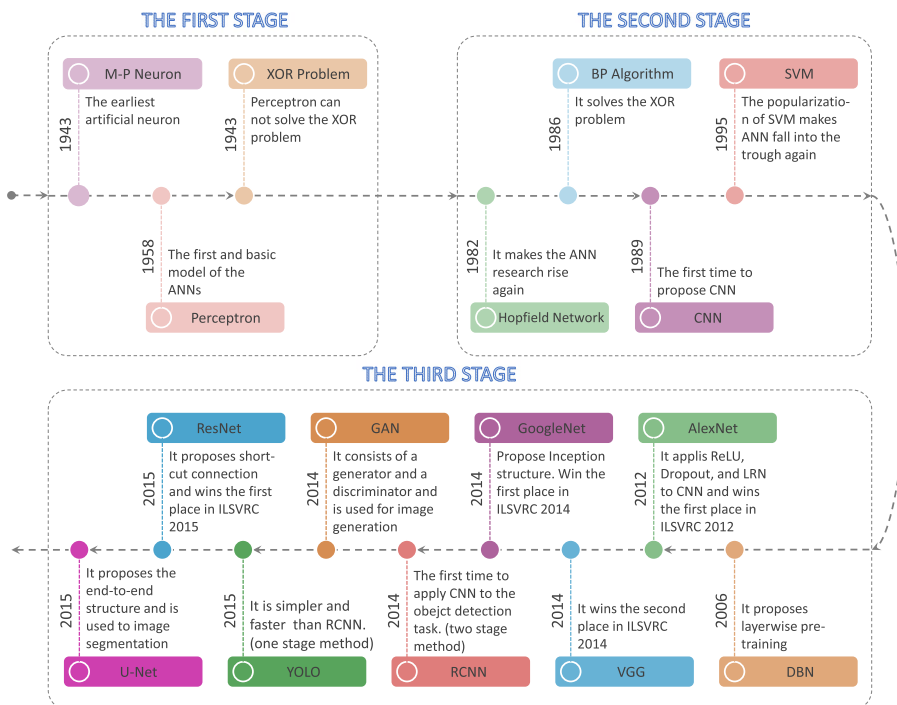 THE FIRST STAGE
M-P Neuron
1943
The earliest
artificial neuron
XOR Problem
1943
Perceptron can
not solve the XOR
problem
1958
The first and basic
model of the
ANNs
Perceptron
THE SECOND STAGE
BP Algorithm
1986
It solves the XOR
problem
SVM
1995
The popularizatio-
n of SVM makes
ANN fall into the
trough again
1982
It makes the ANN
research rise
again
Hopfield Network
1989
The first time to
propose CNN
CNN
THE THIRD STAGE
ResNet
2015
It proposes short-
cut connection
and wins the first
place in ILSVRC
2015
GAN
2014
It consists of a
generator and a
discriminator and
is used for image
generation
GoogleNet
2014
Propose Inception
structure. Win the
first place in
ILSVRC 2014
AlexNet
2012
It applis ReLU,
Dropout, and LRN
to CNN and wins
the first place in
ILSVRC 2012
2015
It proposes the
end-to-end
structure and is
used to image
segmentation
U-Net
2015
It is simpler and
faster than RCNN.
(one stage method)
YOLO
2014
The first time to
apply CNN to the
obejct detection
task. (two stage
method)
RCNN
2014
It wins the second
place in ILSVRC
2014
VGG
2006
It proposes
layerwise pre-
training
DBN